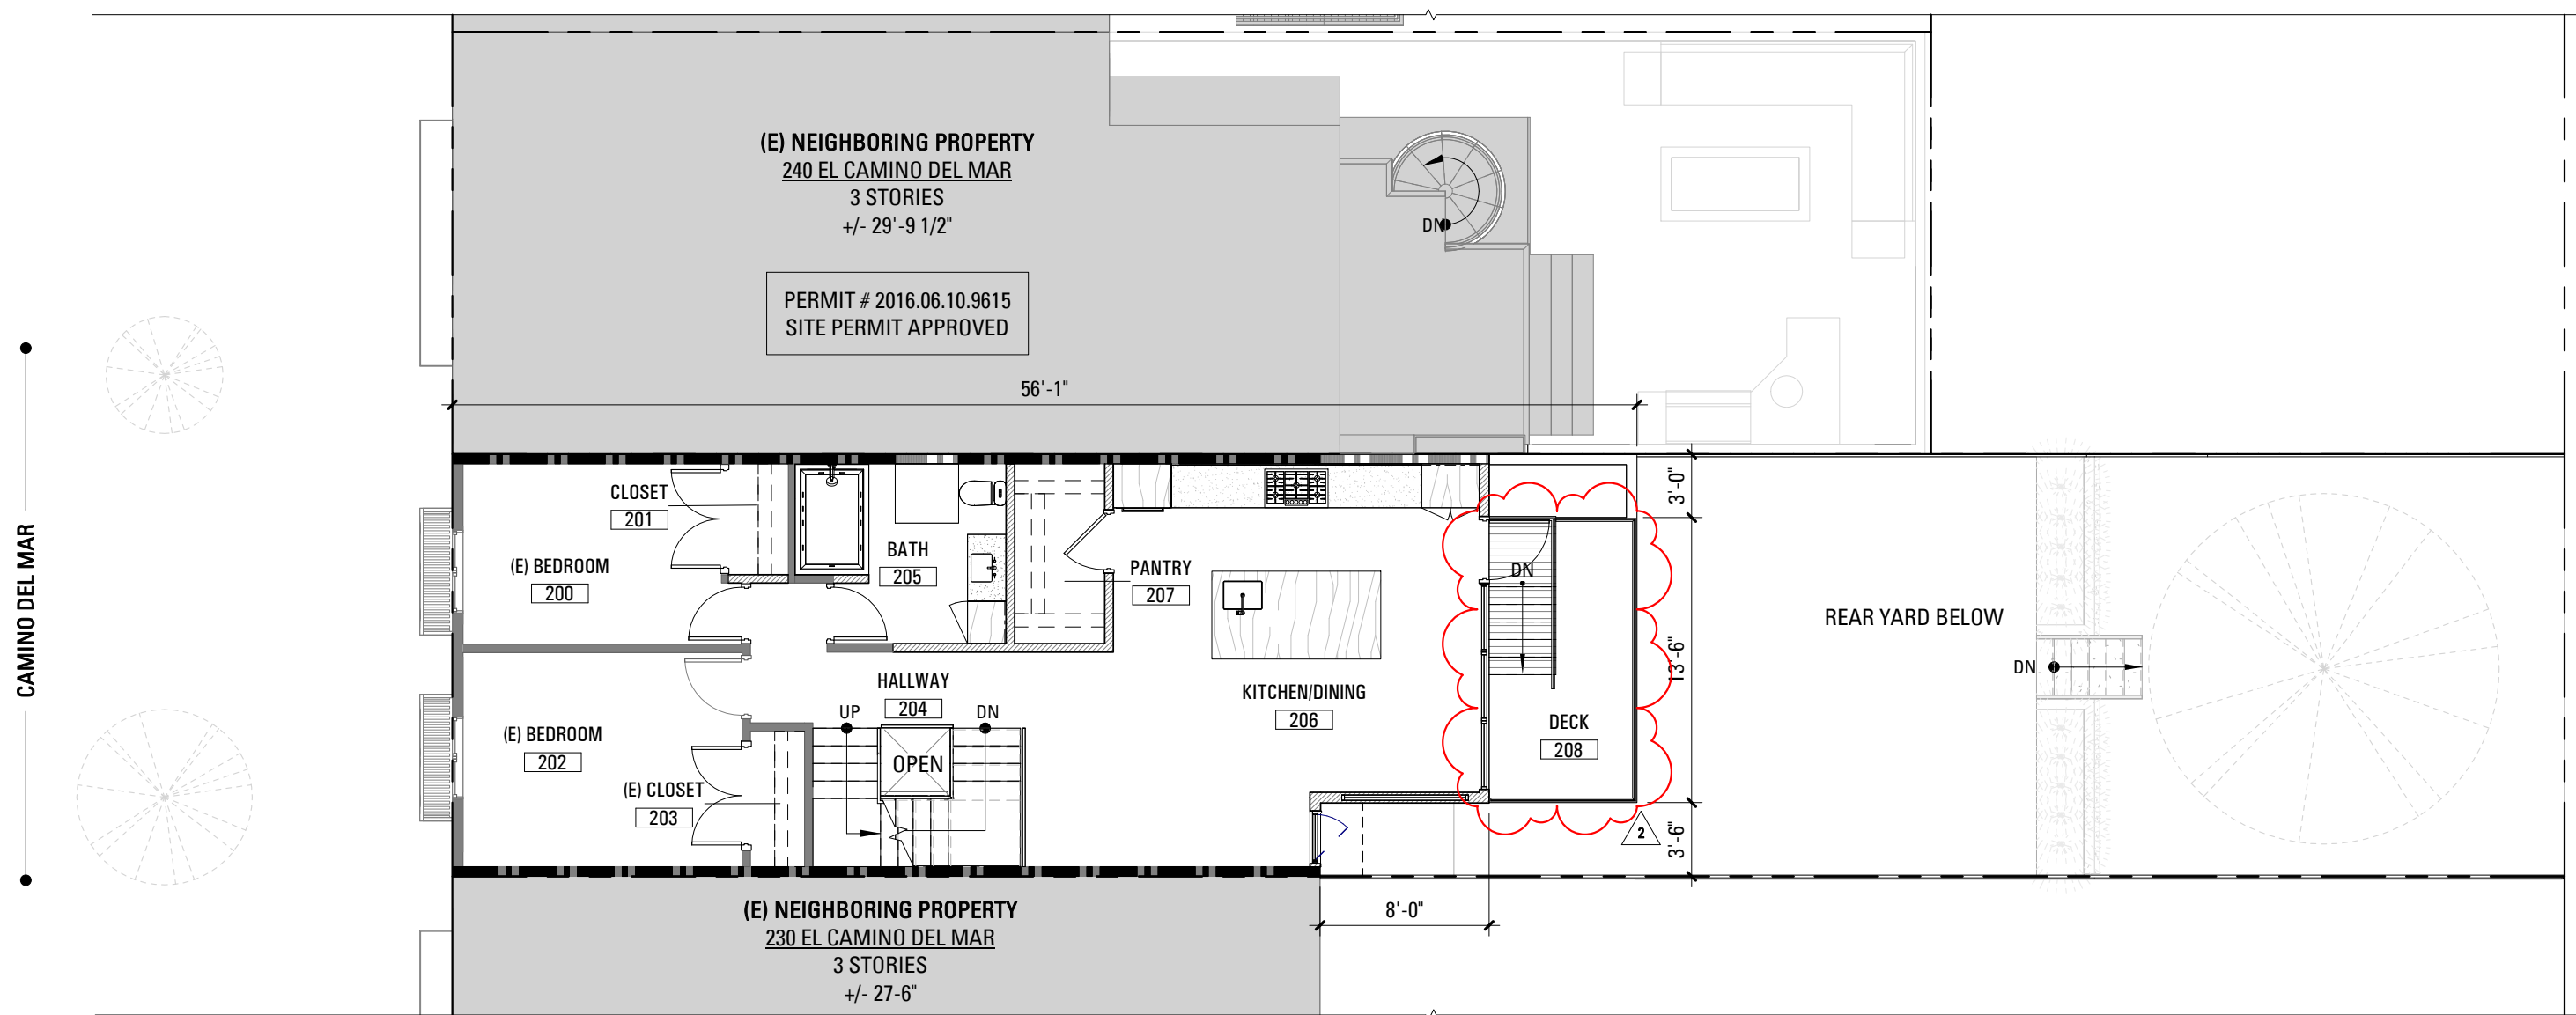 (E) NEIGHBORING PROPERTY
240 EL CAMINO DEL MAR
3 STORIES
+/- 29'-9 1/2"
PERMIT # 2016.06.10.9615
SITE PERMIT APPROVED
DN
56'-1"
CAMINO DEL MAR
CLOSET
201
(E) BEDROOM
200
BATH
205
PANTRY
207
DN
3'-0"
13'-6"
3'-6"
REAR YARD BELOW
DN
HALLWAY
204
UP
DN
OPEN
KITCHEN/DINING
206
DECK
208
(E) BEDROOM
202
(E) CLOSET
203
2
8'-0"
(E) NEIGHBORING PROPERTY
230 EL CAMINO DEL MAR
3 STORIES
+/- 27-6"